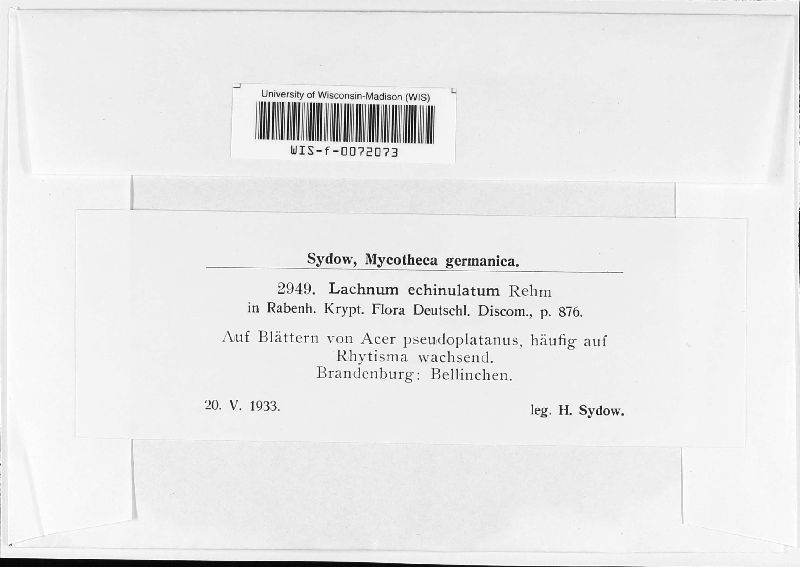 University of Wisconsin-Madison (WIS)
WIS-f-0072073
Sydow, Mycotheca germanica.
2949. Lachnum echinulatum Rehm
in Rabenh. Krypt. Flora Deutschl. Discom., p. 876.
Auf Blättern von Acer pseudoplatanus, häufig auf
Rhytisma wachsend.
Brandenburg: Bellinchen.
20. V. 1933.
leg. H. Sydow.